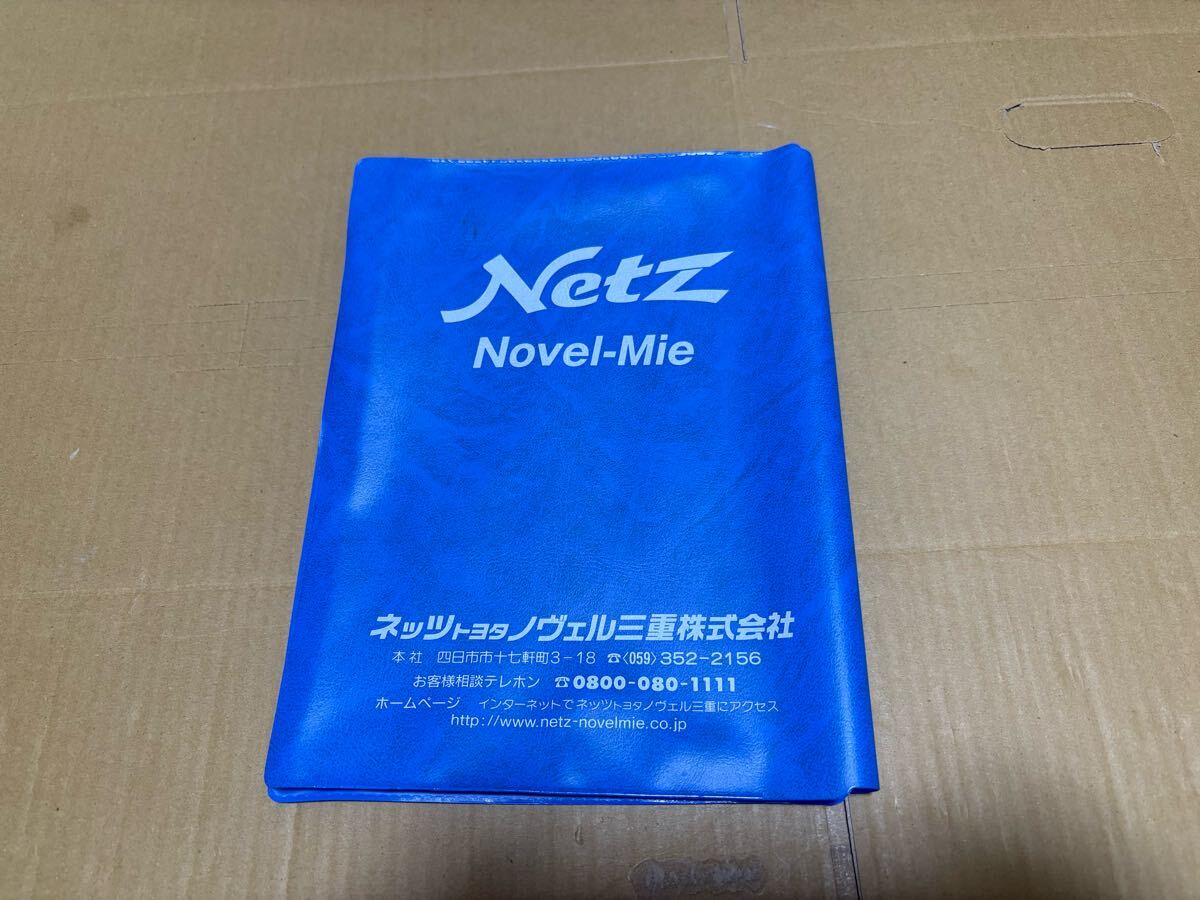 Netz
Novel-Mie
ネッツトヨタノヴェル三重株式会社
本社 四日市市十七軒町3-18 ☎〈059〉352-2156
お客様相談テレホン ☎0800-080-1111
ホームページ インターネットでネッツトヨタノヴェル三重にアクセス
http://www.netz-novelmie.co.jp